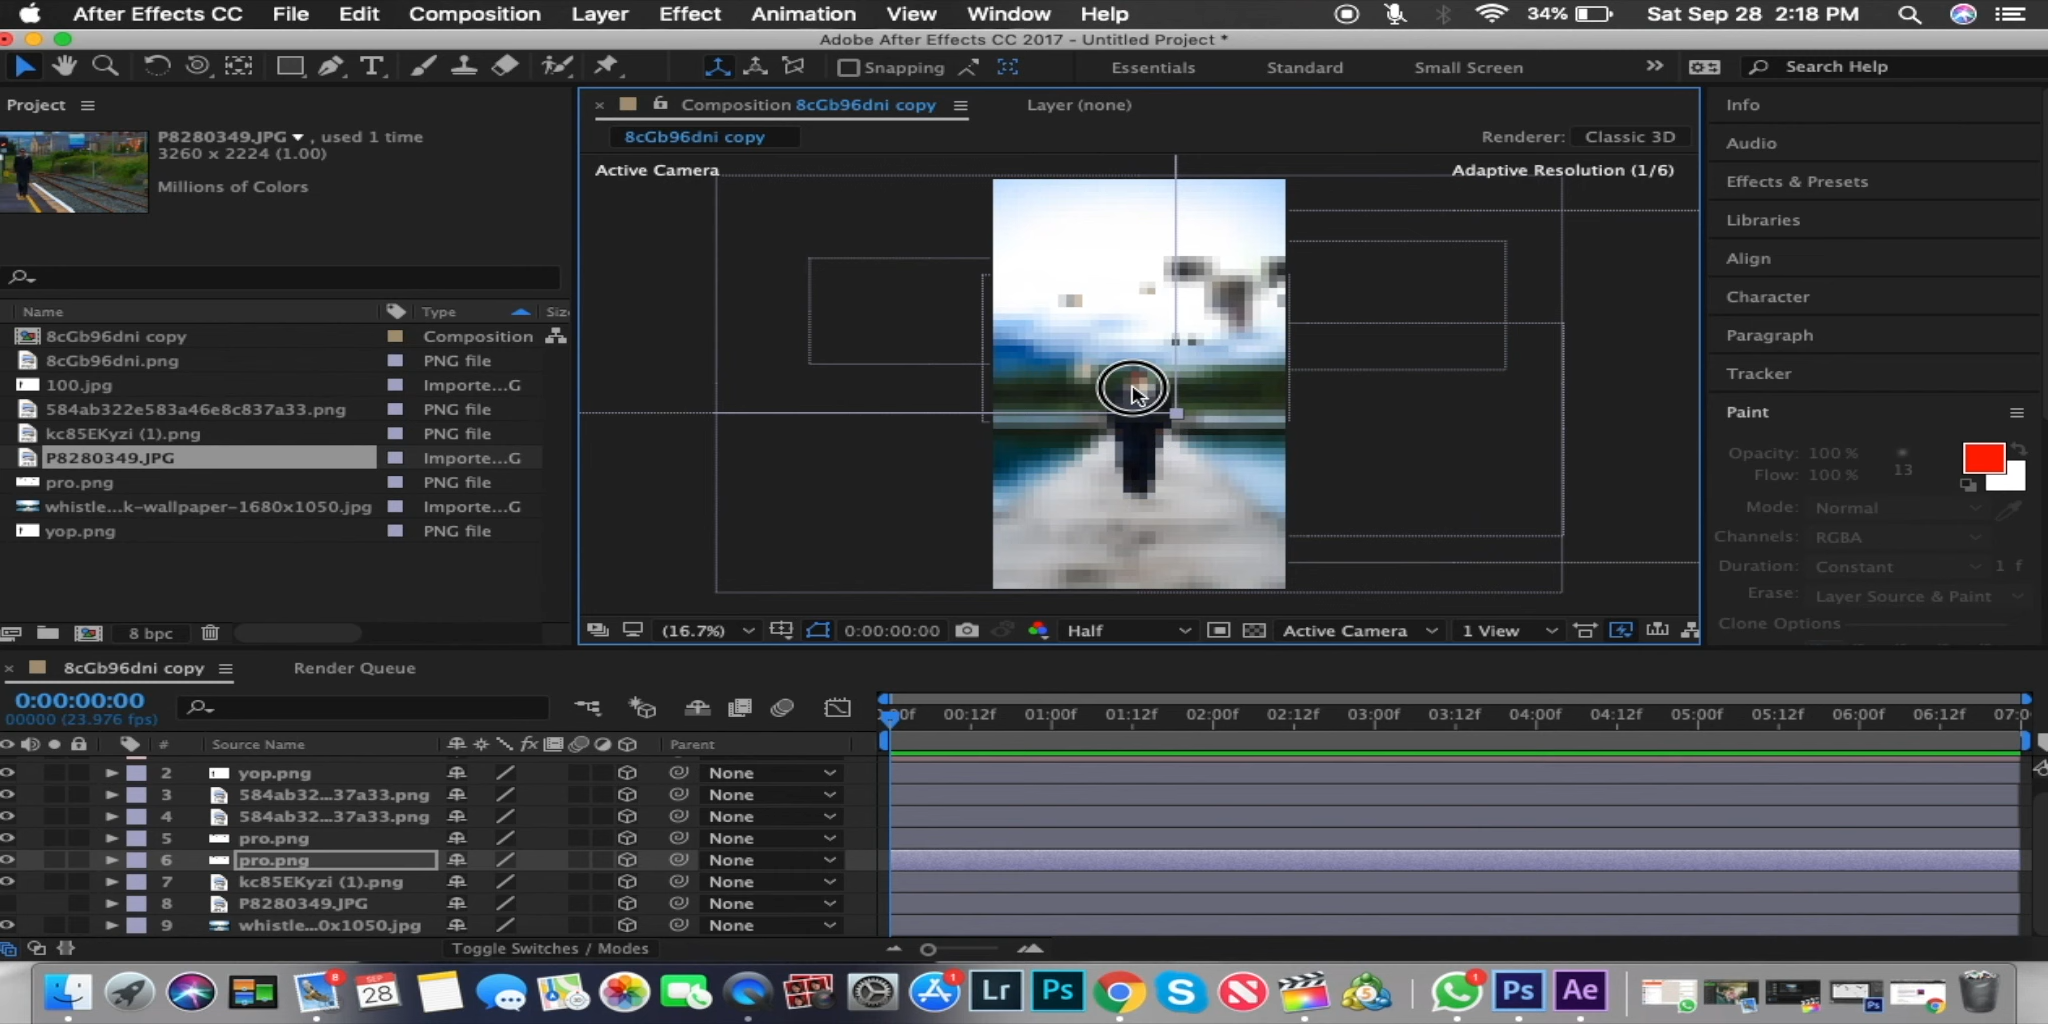 After Effects CC File Edit Composition Layer Effect Animation View Window Help 34% Sat Sep 28 2:18 PM
Adobe After Effects CC 2017 - Untitled Project *
Snapping Essentials Standard Small Screen Search Help
Project
P8280349.JPG , used 1 time
3260 x 2224 (1.00)
Millions of Colors
Name Type Siz
8cGb96dni copy Composition
8cGb96dni.png PNG file
100.jpg Importe...G
584ab322e583a46e8c837a33.png PNG file
kc85EKyzi (1).png PNG file
P8280349.JPG Importe...G
pro.png PNG file
whistle...k-wallpaper-1680x1050.jpg Importe...G
yop.png PNG file
8 bpc
Composition 8cGb96dni copy Layer (none)
8cGb96dni copy Renderer: Classic 3D
Active Camera Adaptive Resolution (1/6)
(16.7%) 0:00:00:00 Half Active Camera 1 View
Info
Audio
Effects & Presets
Libraries
Align
Character
Paragraph
Tracker
Paint
Opacity: 100 %
Flow: 100 % 13
Mode: Normal
Channels: RGBA
Duration: Constant 1 f
Erase: Layer Source & Paint
Clone Options
8cGb96dni copy Render Queue
0:00:00:00
00000 (23.976 fps)
:00f 00:12f 01:00f 01:12f 02:00f 02:12f 03:00f 03:12f 04:00f 04:12f 05:00f 05:12f 06:00f 06:12f 07:0
# Source Name fx Parent
2 yop.png None
3 584ab32...37a33.png None
4 584ab32...37a33.png None
5 pro.png None
6 pro.png None
7 kc85EKyzi (1).png None
8 P8280349.JPG None
9 whistle...0x1050.jpg None
Toggle Switches / Modes
8 SEP 28 1 Lr Ps S N 5 1 Ps Ae